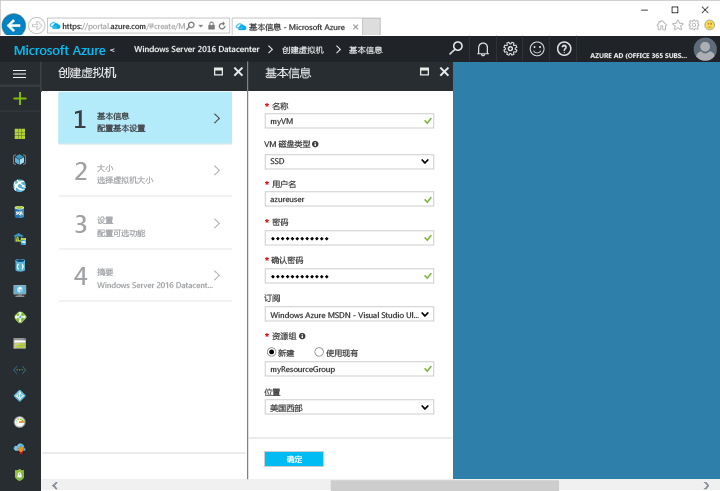 https://portal.azure.com/#create/M
基本信息 - Microsoft Azure
Microsoft Azure
Windows Server 2016 Datacenter
创建虚拟机
基本信息
AZURE AD (OFFICE 365 SUBS...
创建虚拟机
1
基本信息
配置基本设置
2
大小
选择虚拟机大小
3
设置
配置可选功能
4
摘要
Windows Server 2016 Datacent...
基本信息
* 名称
myVM
VM 磁盘类型
SSD
* 用户名
azureuser
* 密码
* 确认密码
订阅
Windows Azure MSDN - Visual Studio Ul...
* 资源组
新建
使用现有
myResourceGroup
位置
美国西部
确定